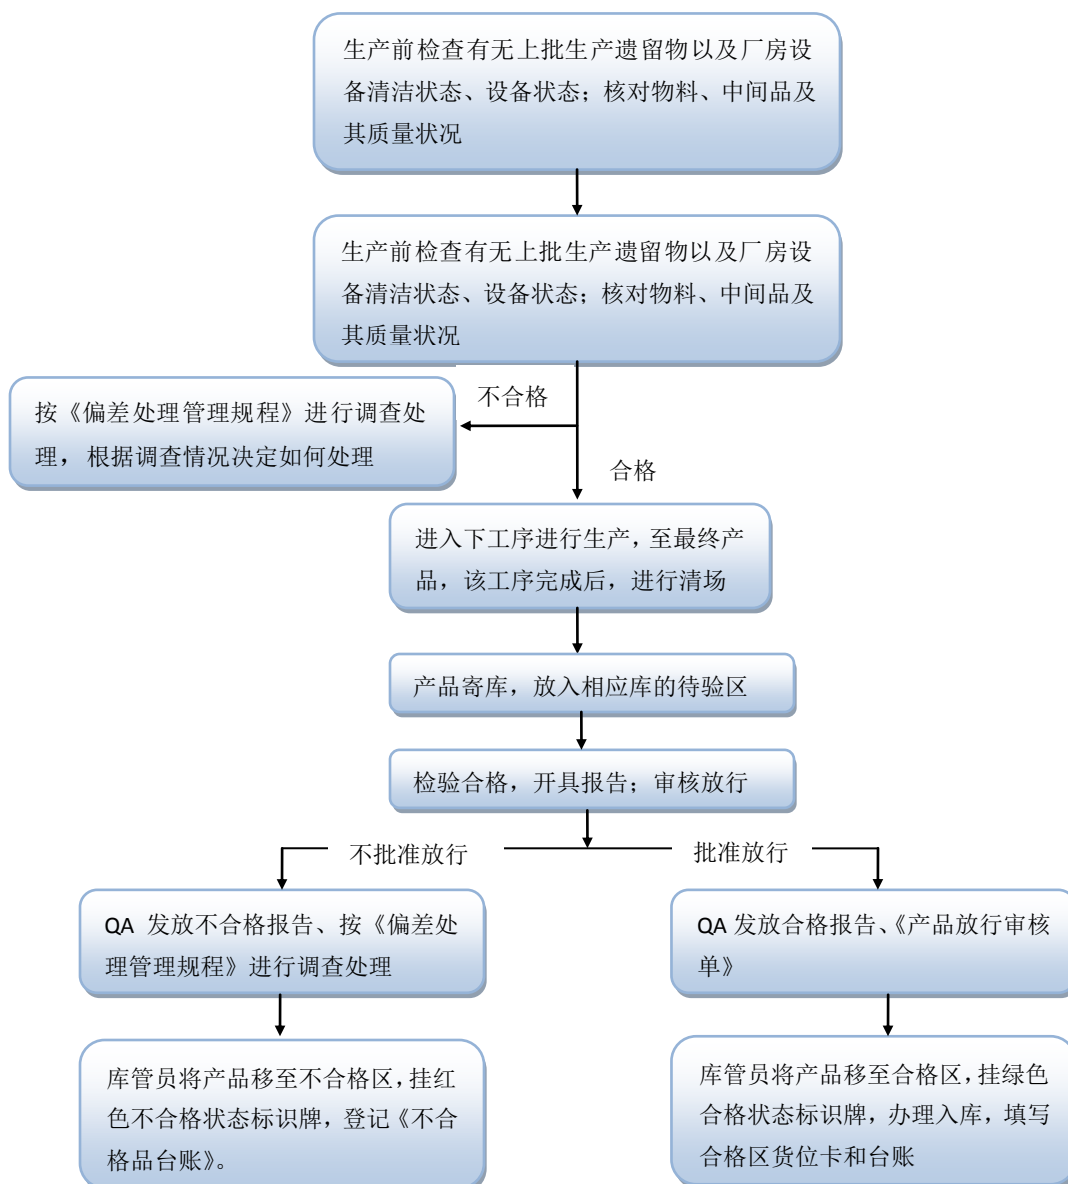 生产前检查有无上批生产遗留物以及厂房设
备清洁状态、设备状态；核对物料、中间品及
其质量状况
生产前检查有无上批生产遗留物以及厂房设
备清洁状态、设备状态；核对物料、中间品及
其质量状况
不合格
按《偏差处理管理规程》进行调查处
理，根据调查情况决定如何处理
合格
进入下工序进行生产，至最终产
品，该工序完成后，进行清场
产品寄库，放入相应库的待验区
检验合格，开具报告；审核放行
不批准放行
批准放行
QA 发放不合格报告、按《偏差处
理管理规程》进行调查处理
QA 发放合格报告、《产品放行审核
单》
库管员将产品移至不合格区，挂红
色不合格状态标识牌，登记《不合
格品台账》。
库管员将产品移至合格区，挂绿色
合格状态标识牌，办理入库，填写
合格区货位卡和台账